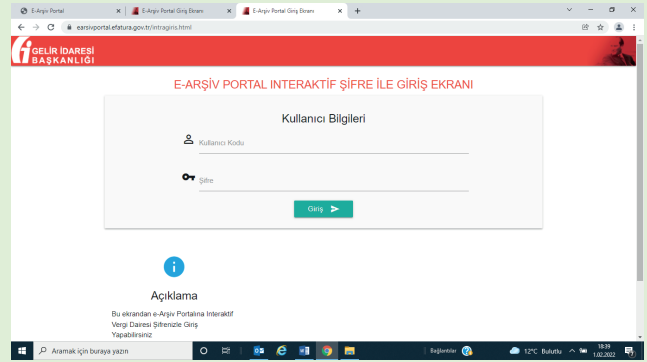 E-Arşiv Portal
E-Arşiv Portal Giriş Ekranı
E-Arşiv Portal Giriş Ekranı
earsivportal.efatura.gov.tr/intragiris.html
GELİR İDARESİ
BAŞKANLIĞI
E-ARŞİV PORTAL INTERAKTİF ŞİFRE İLE GİRİŞ EKRANI
Kullanıcı Bilgileri
Kullanıcı Kodu
Şifre
Giriş
Açıklama
Bu ekrandan e-Arşiv Portalına İnteraktif
Vergi Dairesi Şifrenizle Giriş
Yapabilirsiniz
Aramak için buraya yazın
Bağlantılar
12°C Bulutlu
18:39
1.02.2022